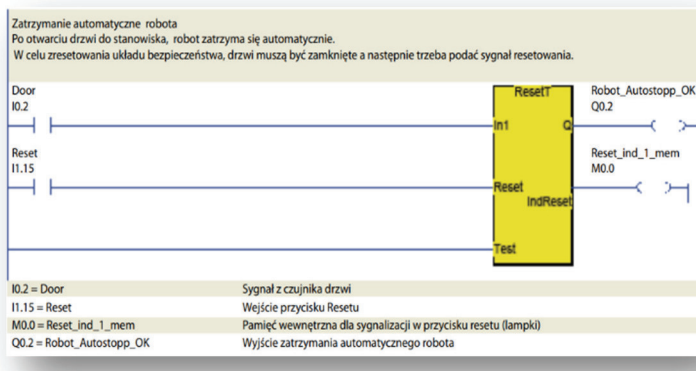 Zatrzymanie automatyczne robota
Po otwarciu drzwi do stanowiska, robot zatrzyma się automatycznie.
W celu zresetowania układu bezpieczeństwa, drzwi muszą być zamknięte a następnie trzeba podać sygnał resetowania.
Door
I0.2
ResetT
Robot_Autostopp_OK
Q0.2
In1
Q
Reset
I1.15
Reset_ind_1_mem
M0.0
Reset
IndReset
Test
I0.2 = Door Sygnał z czujnika drzwi
I1.15 = Reset Wejście przycisku Resetu
M0.0 = Reset_ind_1_mem Pamięć wewnętrzna dla sygnalizacji w przycisku resetu (lampki)
Q0.2 = Robot_Autostopp_OK Wyjście zatrzymania automatycznego robota